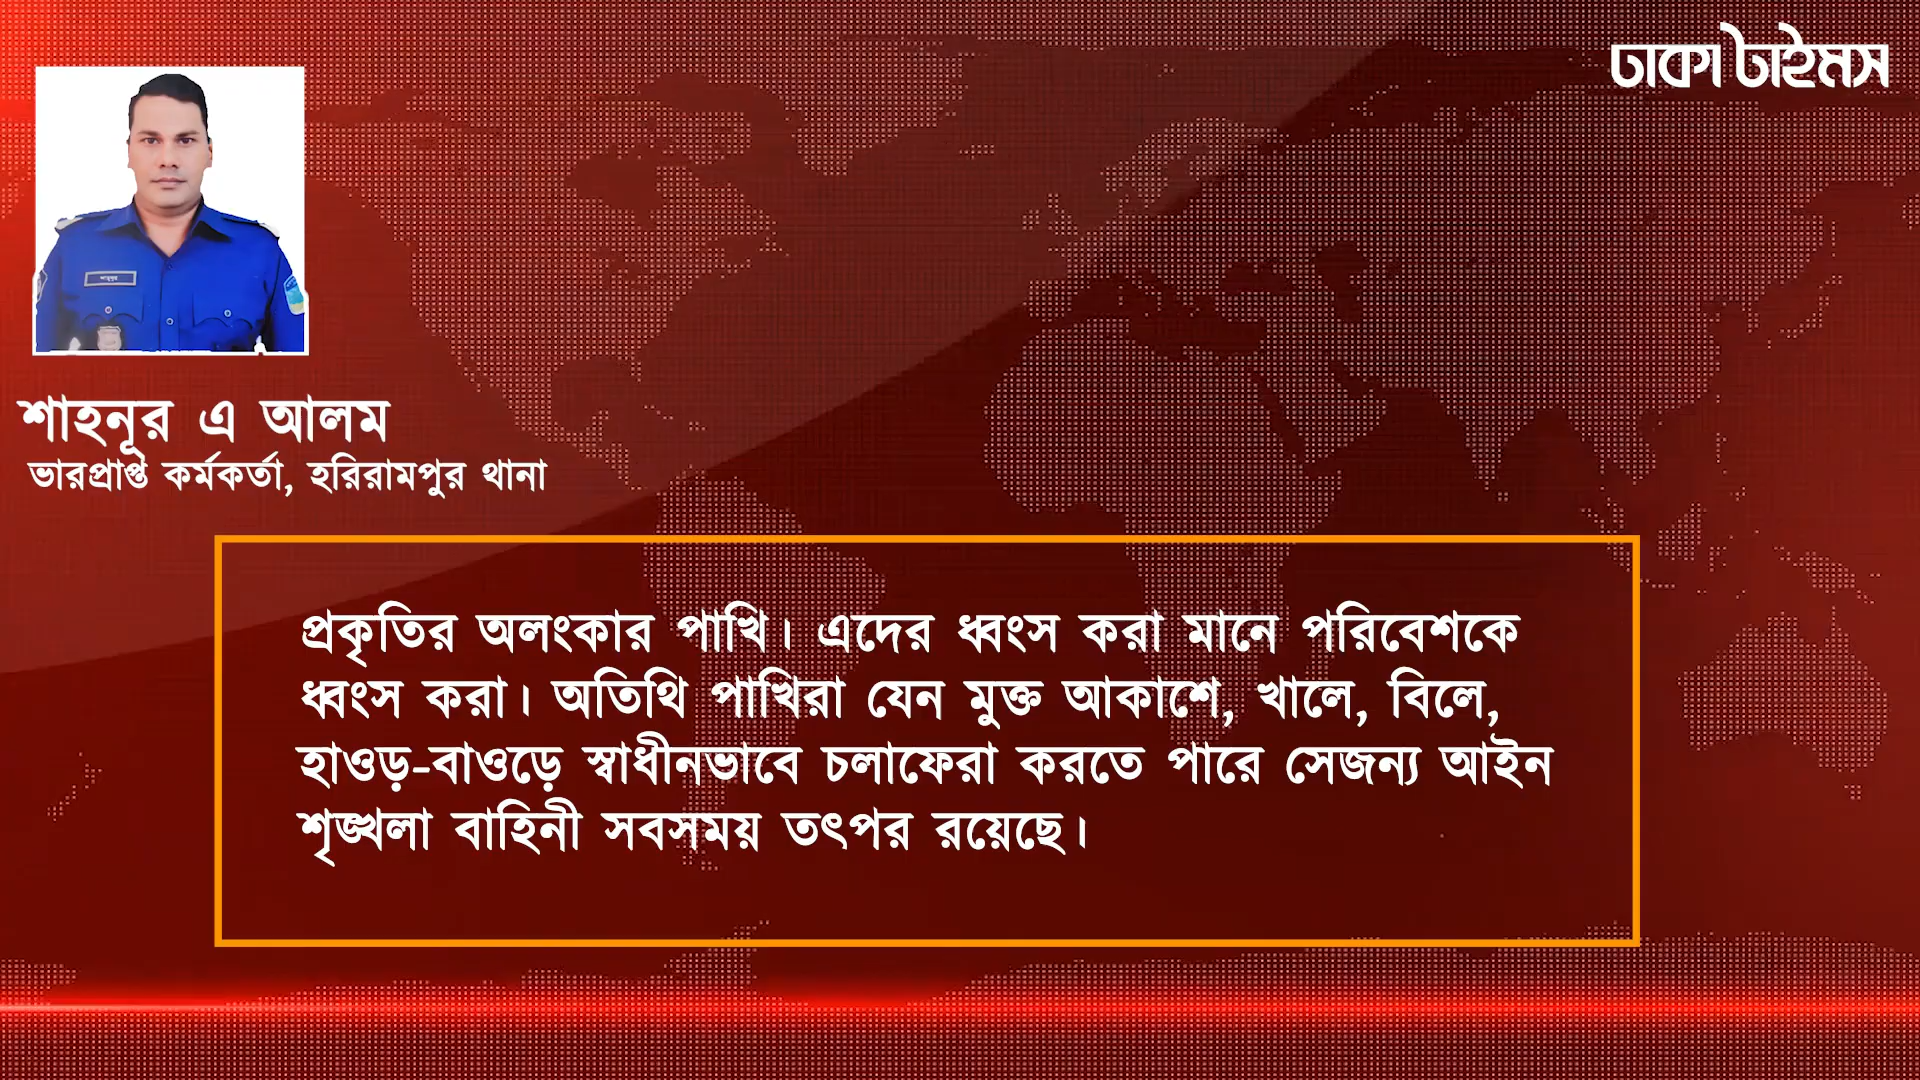 ঢাকা টাইমস
শাহনূর এ আলম
ভারপ্রাপ্ত কর্মকর্তা, হরিরামপুর থানা
প্রকৃতির অলংকার পাখি। এদের ধ্বংস করা মানে পরিবেশকে
ধ্বংস করা। অতিথি পাখিরা যেন মুক্ত আকাশে, খালে, বিলে,
হাওড়-বাওড়ে স্বাধীনভাবে চলাফেরা করতে পারে সেজন্য আইন
শৃঙ্খলা বাহিনী সবসময় তৎপর রয়েছে।